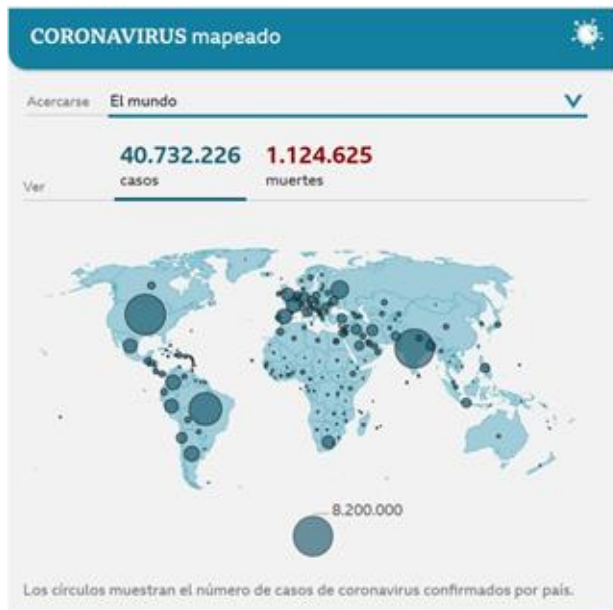 CORONAVIRUS mapeado
Acercarse El mundo
40.732.226 1.124.625
Ver casos muertes
8.200.000
Los círculos muestran el número de casos de coronavirus confirmados por país.